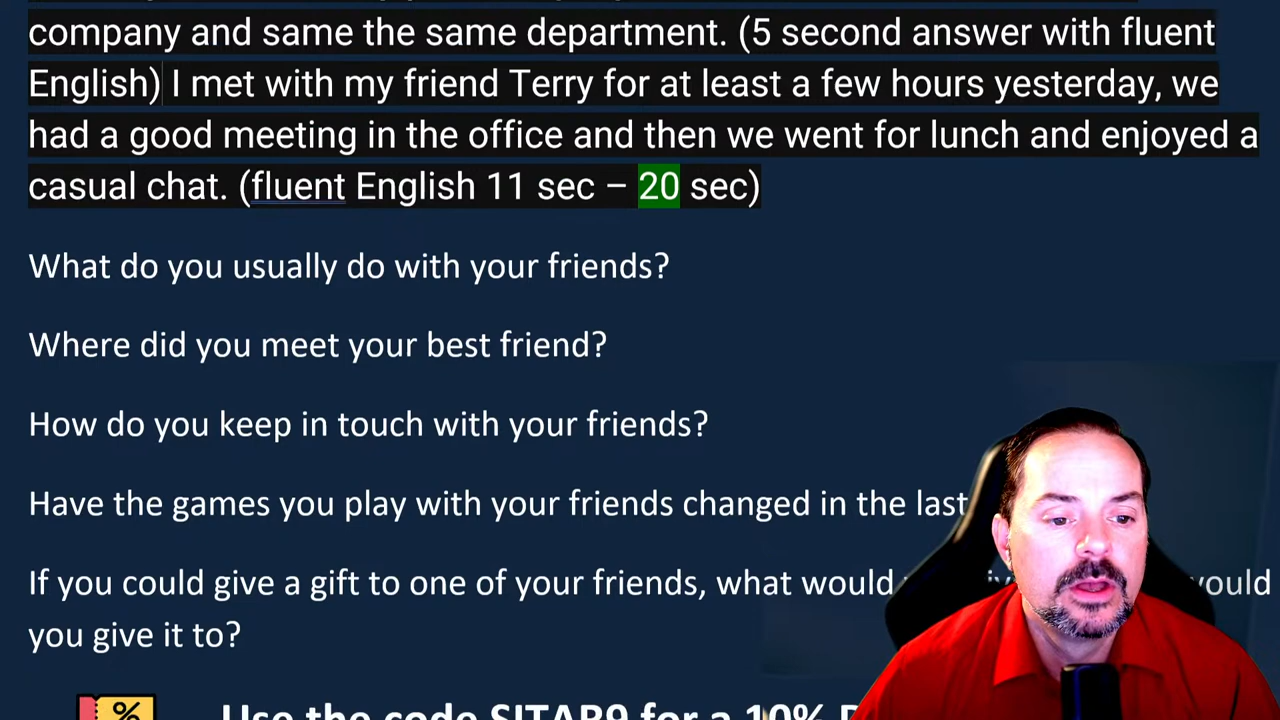 company and same the same department. (5 second answer with fluent
English) I met with my friend Terry for at least a few hours yesterday, we
had a good meeting in the office and then we went for lunch and enjoyed a
casual chat. (fluent English 11 sec – 20 sec)
What do you usually do with your friends?
Where did you meet your best friend?
How do you keep in touch with your friends?
Have the games you play with your friends changed in the last
If you could give a gift to one of your friends, what would
you give it to?
%
Use the code SITAR9 for a 10%